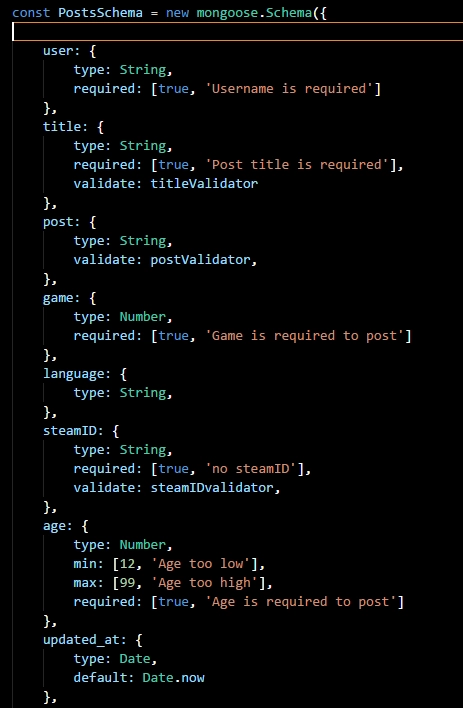 const PostsSchema = new mongoose.Schema({
user: {
type: String,
required: [true, 'Username is required']
},
title: {
type: String,
required: [true, 'Post title is required'],
validate: titleValidator
},
post: {
type: String,
validate: postValidator,
},
game: {
type: Number,
required: [true, 'Game is required to post']
},
language: {
type: String,
},
steamID: {
type: String,
required: [true, 'no steamID'],
validate: steamIDvalidator,
},
age: {
type: Number,
min: [12, 'Age too low'],
max: [99, 'Age too high'],
required: [true, 'Age is required to post']
},
updated_at: {
type: Date,
default: Date.now
},